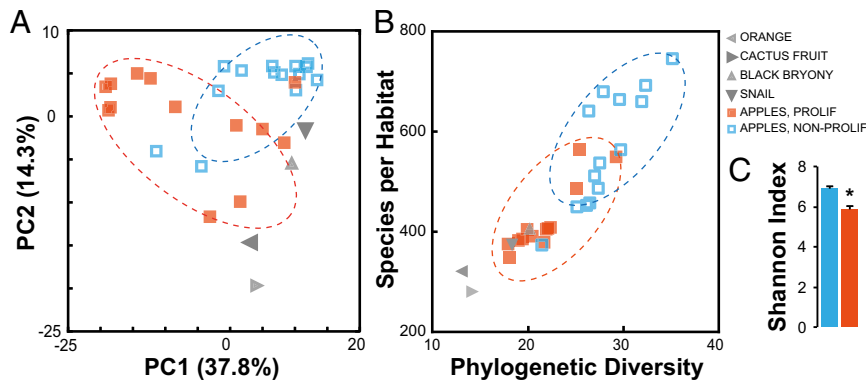 A
10
0
-25
-25
0
20
PC2 (14.3%)
PC1 (37.8%)
B
800
600
400
200
10
20
30
40
Species per Habitat
Phylogenetic Diversity
ORANGE
CACTUS FRUIT
BLACK BRYONY
SNAIL
APPLES, PROLIF
APPLES, NON-PROLIF
C
8
6
4
2
0
*
Shannon Index